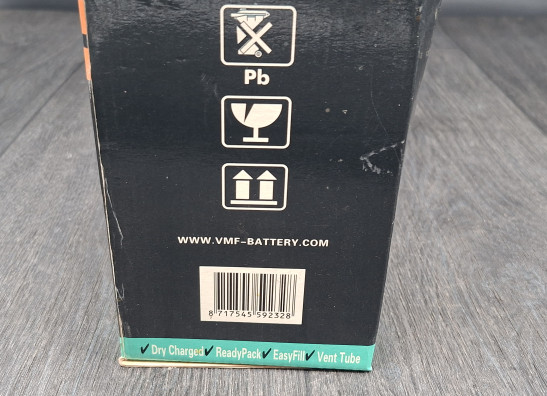 Pb
WWW.VMF-BATTERY.COM
8 717545 592328
✓ Dry Charged ✓ ReadyPack ✓ EasyFill ✓ Vent Tube